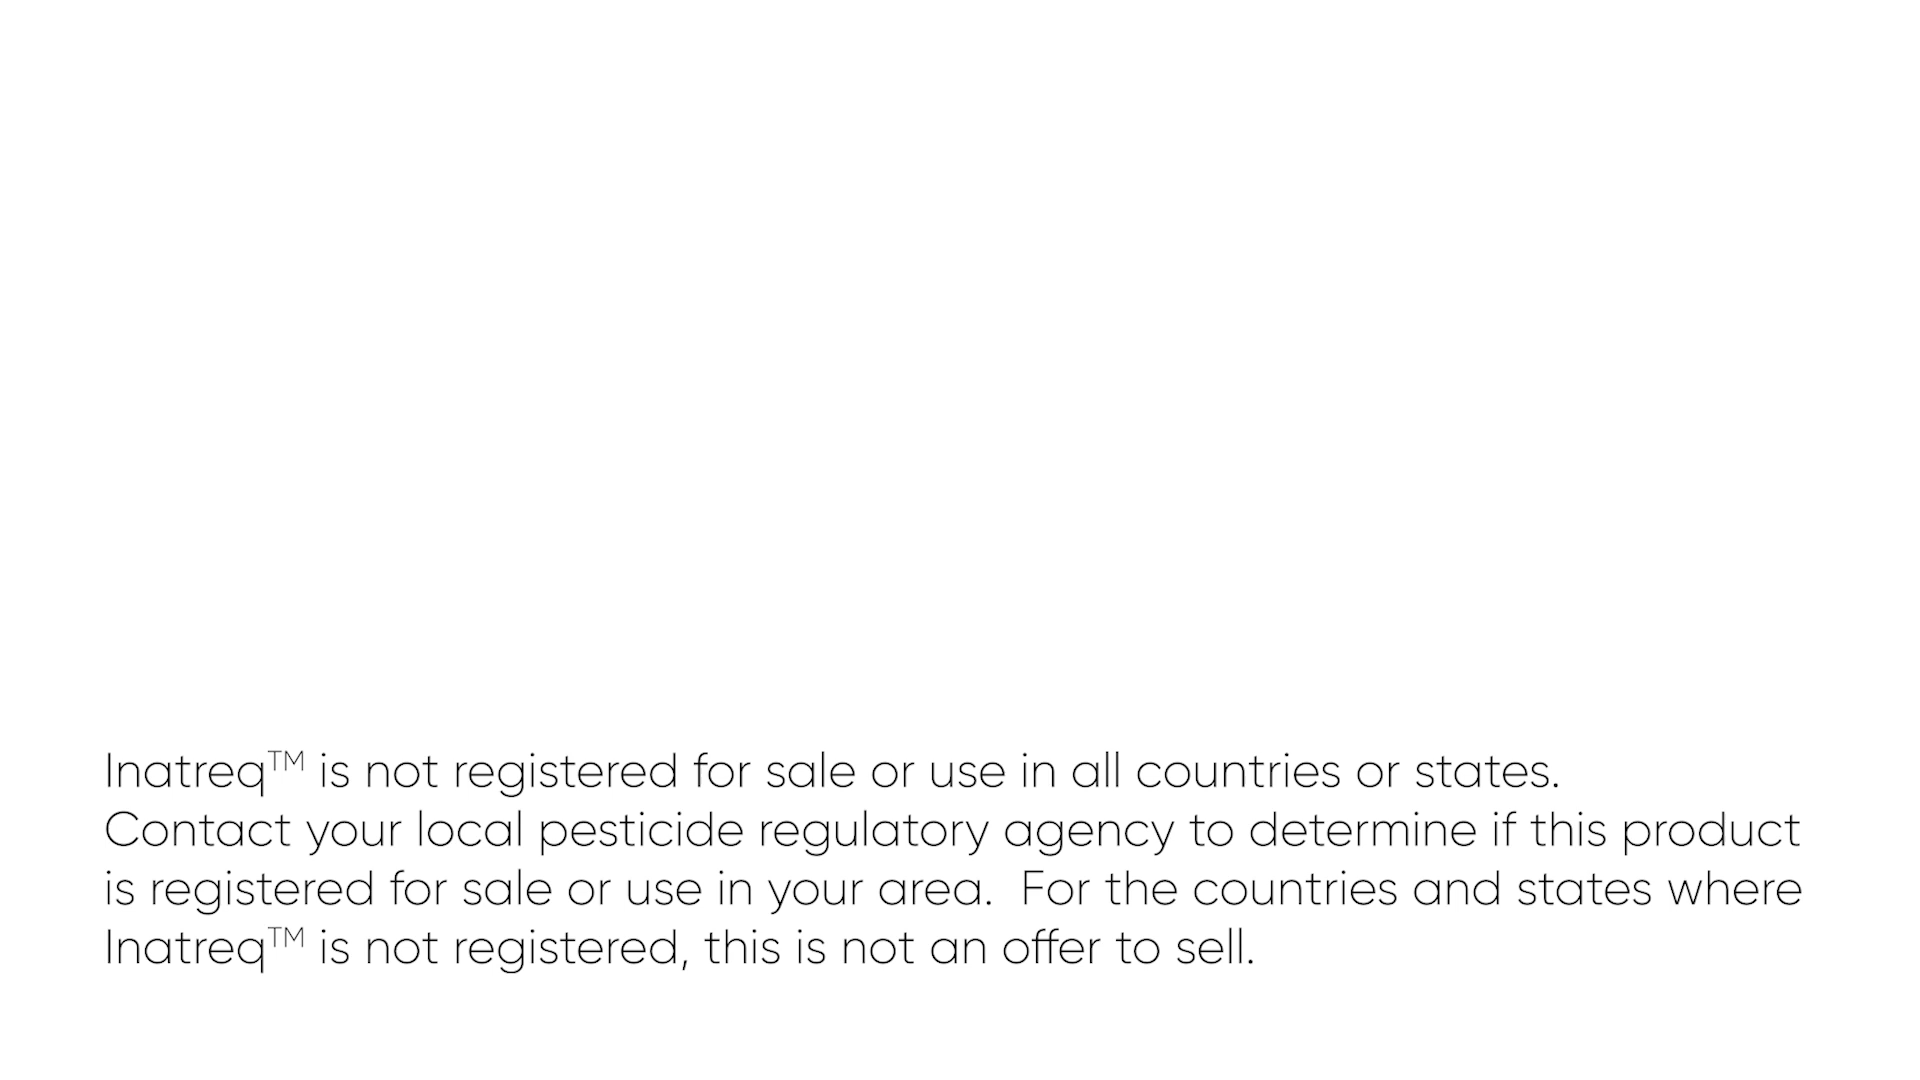 Inatreq™ is not registered for sale or use in all countries or states.
Contact your local pesticide regulatory agency to determine if this product
is registered for sale or use in your area.  For the countries and states where
Inatreq™ is not registered, this is not an offer to sell.